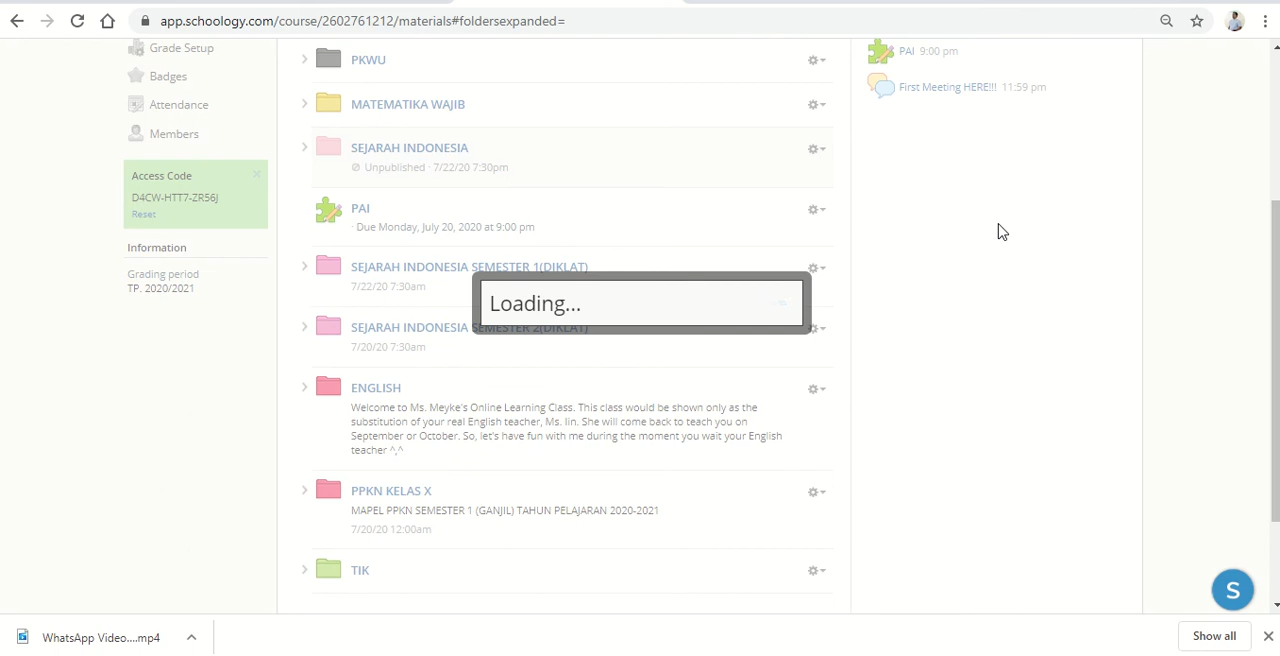 app.schoology.com/course/2602761212/materials#foldersexpanded=
Grade Setup
Badges
Attendance
Members
Access Code
D4CW-HTT7-ZR56J
Reset
Information
Grading period
TP. 2020/2021
PKWU
MATEMATIKA WAJIB
SEJARAH INDONESIA
Unpublished · 7/22/20 7:30pm
PAI
· Due Monday, July 20, 2020 at 9:00 pm
SEJARAH INDONESIA SEMESTER 1(DIKLAT)
7/22/20 7:30am
Loading...
SEJARAH INDONESIA SEMESTER 2(DIKLAT)
7/20/20 7:30am
ENGLISH
Welcome to Ms. Meyke's Online Learning Class. This class would be shown only as the
substitution of your real English teacher, Ms. Iin. She will come back to teach you on
September or October. So, let's have fun with me during the moment you wait your English
teacher ^,^
PPKN KELAS X
MAPEL PPKN SEMESTER 1 (GANJIL) TAHUN PELAJARAN 2020-2021
7/20/20 12:00am
TIK
PAI 9:00 pm
First Meeting HERE!!! 11:59 pm
S
WhatsApp Video....mp4
Show all